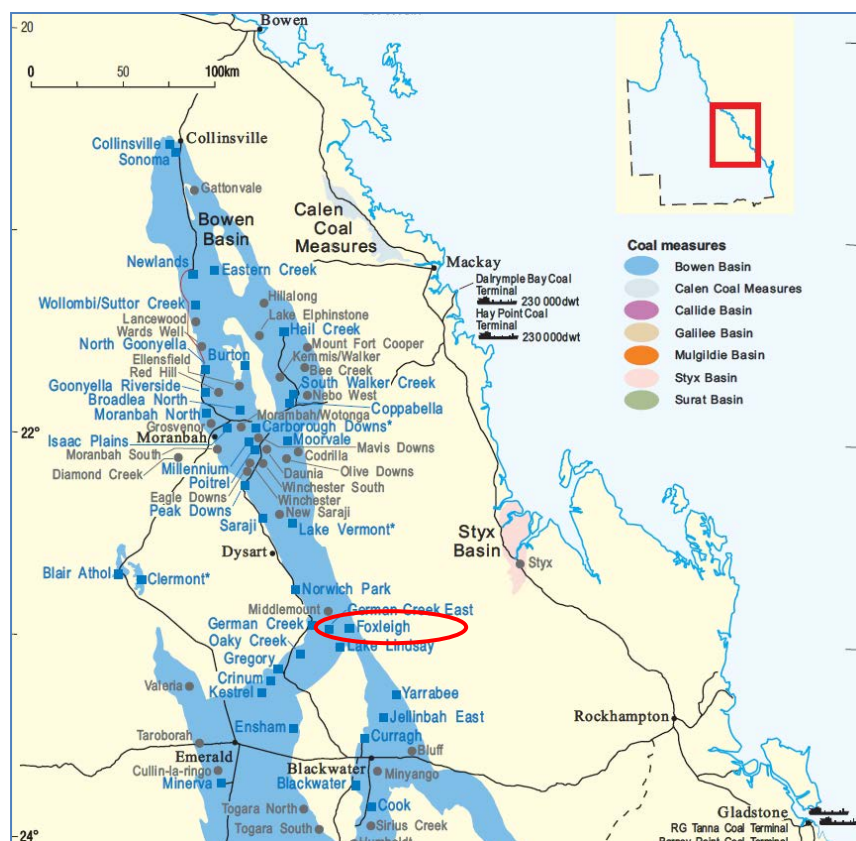 20
Bowen
0
50
100km
Collinsville
Collinsville
Sonoma
Gattonvale
Bowen
Basin
Calen
Coal
Measures
Newlands
Eastern Creek
Mackay
Dalrymple Bay Coal
Terminal
230 000dwt
Hay Point Coal
Terminal
230 000dwt
Coal measures
Bowen Basin
Calen Coal Measures
Callide Basin
Galilee Basin
Mulgildie Basin
Styx Basin
Surat Basin
Hillalong
Wollombi/Suttor Creek
Lancewood
Lake Elphinstone
Wards Well
Hail Creek
North Goonyella
Mount Fort Cooper
Ellensfield
Burton
Kemmis/Walker
Red Hill
Bee Creek
Goonyella Riverside
South Walker Creek
Broadlea North
Nebo West
Moranbah North
Coppabella
Moranbah/Wotonga
Grosvenor
Carborough Downs*
22°
Moranbah
Isaac Plains
Moorvale
Mavis Downs
Moranbah South
Codrilla
Diamond Creek
Millennium
Olive Downs
Poitrel
Daunia
Winchester South
Eagle Downs
Winchester
Peak Downs
New Saraji
Saraji
Lake Vermont*
Styx
Basin
Dysart
Styx
Blair Athol
Clermont*
Norwich Park
Middlemount
German Creek East
German Creek
Foxleigh
Oaky Creek
Lake Lindsay
Gregory
Crinum
Valeria
Kestrel
Yarrabee
Jellinbah East
Rockhampton
Ensham
Curragh
Taroborah
Bluff
Emerald
Cullin-la-ringo
Blackwater
Minyango
Minerva
Blackwater
Togara North
Cook
Gladstone
Togara South
Sirius Creek
RG Tanna Coal Terminal
24°
Barney Point Coal Terminal